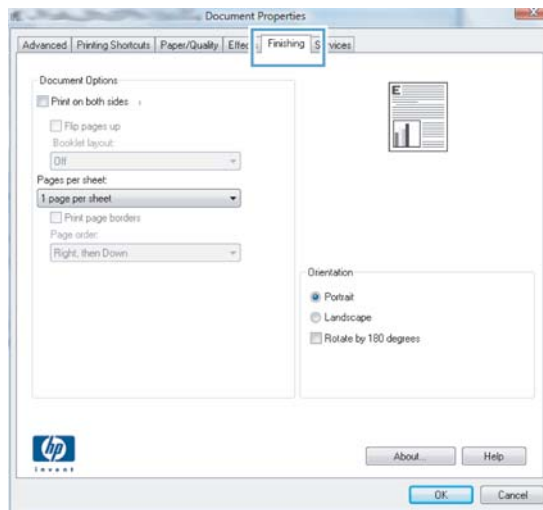 Document Properties
Advanced Printing Shortcuts Paper/Quality Finishing
Document Options
Print on both sides
Flip pages up
Booklet layout:
Off
Pages per sheet:
1 page per sheet
Print page borders
Page order:
Right, then Down
E
Orientation
Portrait
Landscape
Rotate by 180 degrees
hp
invent
About... Help
OK Cancel